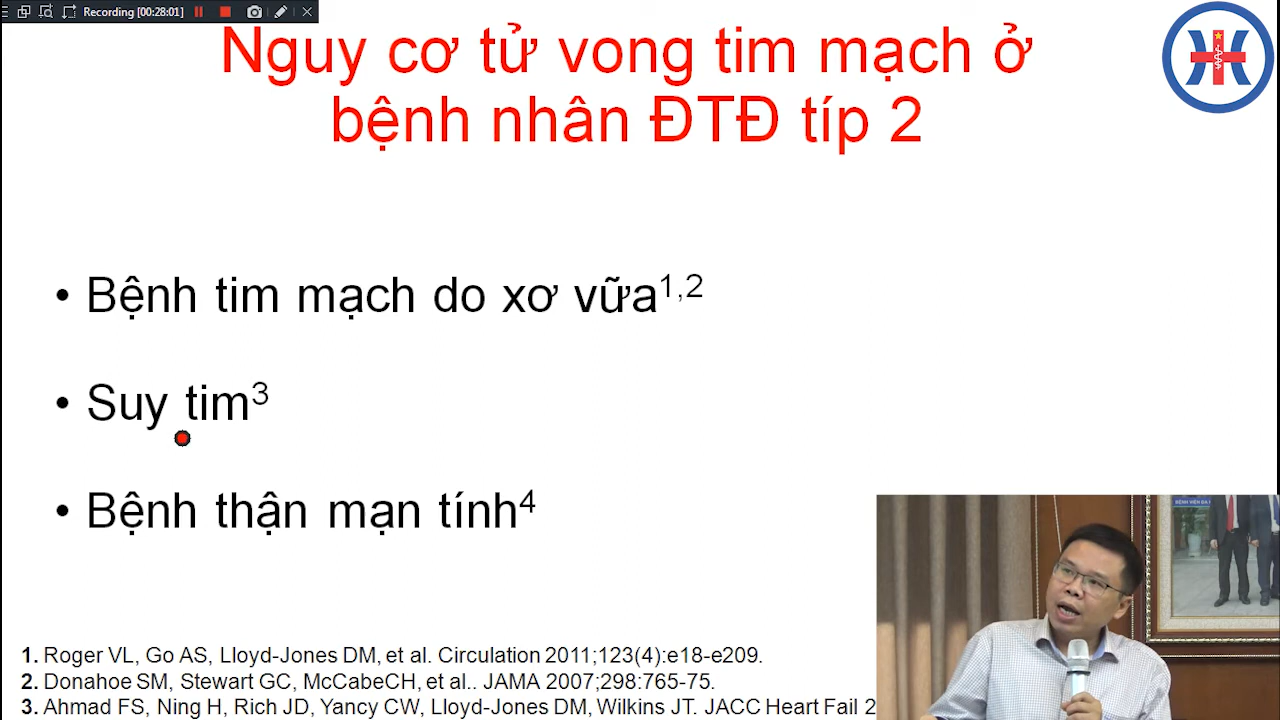 Recording [00:28:01]
Nguy cơ tử vong tim mạch ở
bệnh nhân ĐTĐ típ 2
• Bệnh tim mạch do xơ vữa1,2
• Suy tim3
• Bệnh thận mạn tính4
BỆNH VIỆN ĐA
1. Roger VL, Go AS, Lloyd-Jones DM, et al. Circulation 2011;123(4):e18-e209.
2. Donahoe SM, Stewart GC, McCabeCH, et al.. JAMA 2007;298:765-75.
3. Ahmad FS, Ning H, Rich JD, Yancy CW, Lloyd-Jones DM, Wilkins JT. JACC Heart Fail 2